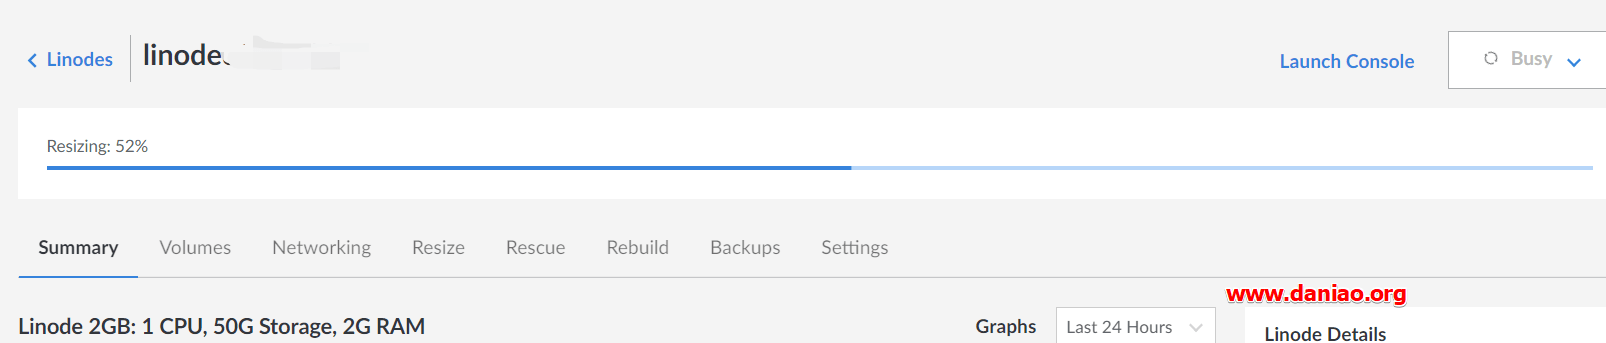 Linodes
linode
Launch Console
Busy
Resizing: 52%
Summary Volumes Networking Resize Rescue Rebuild Backups Settings
www.daniao.org
Linode 2GB: 1 CPU, 50G Storage, 2G RAM
Graphs
Last 24 Hours
Linode Details